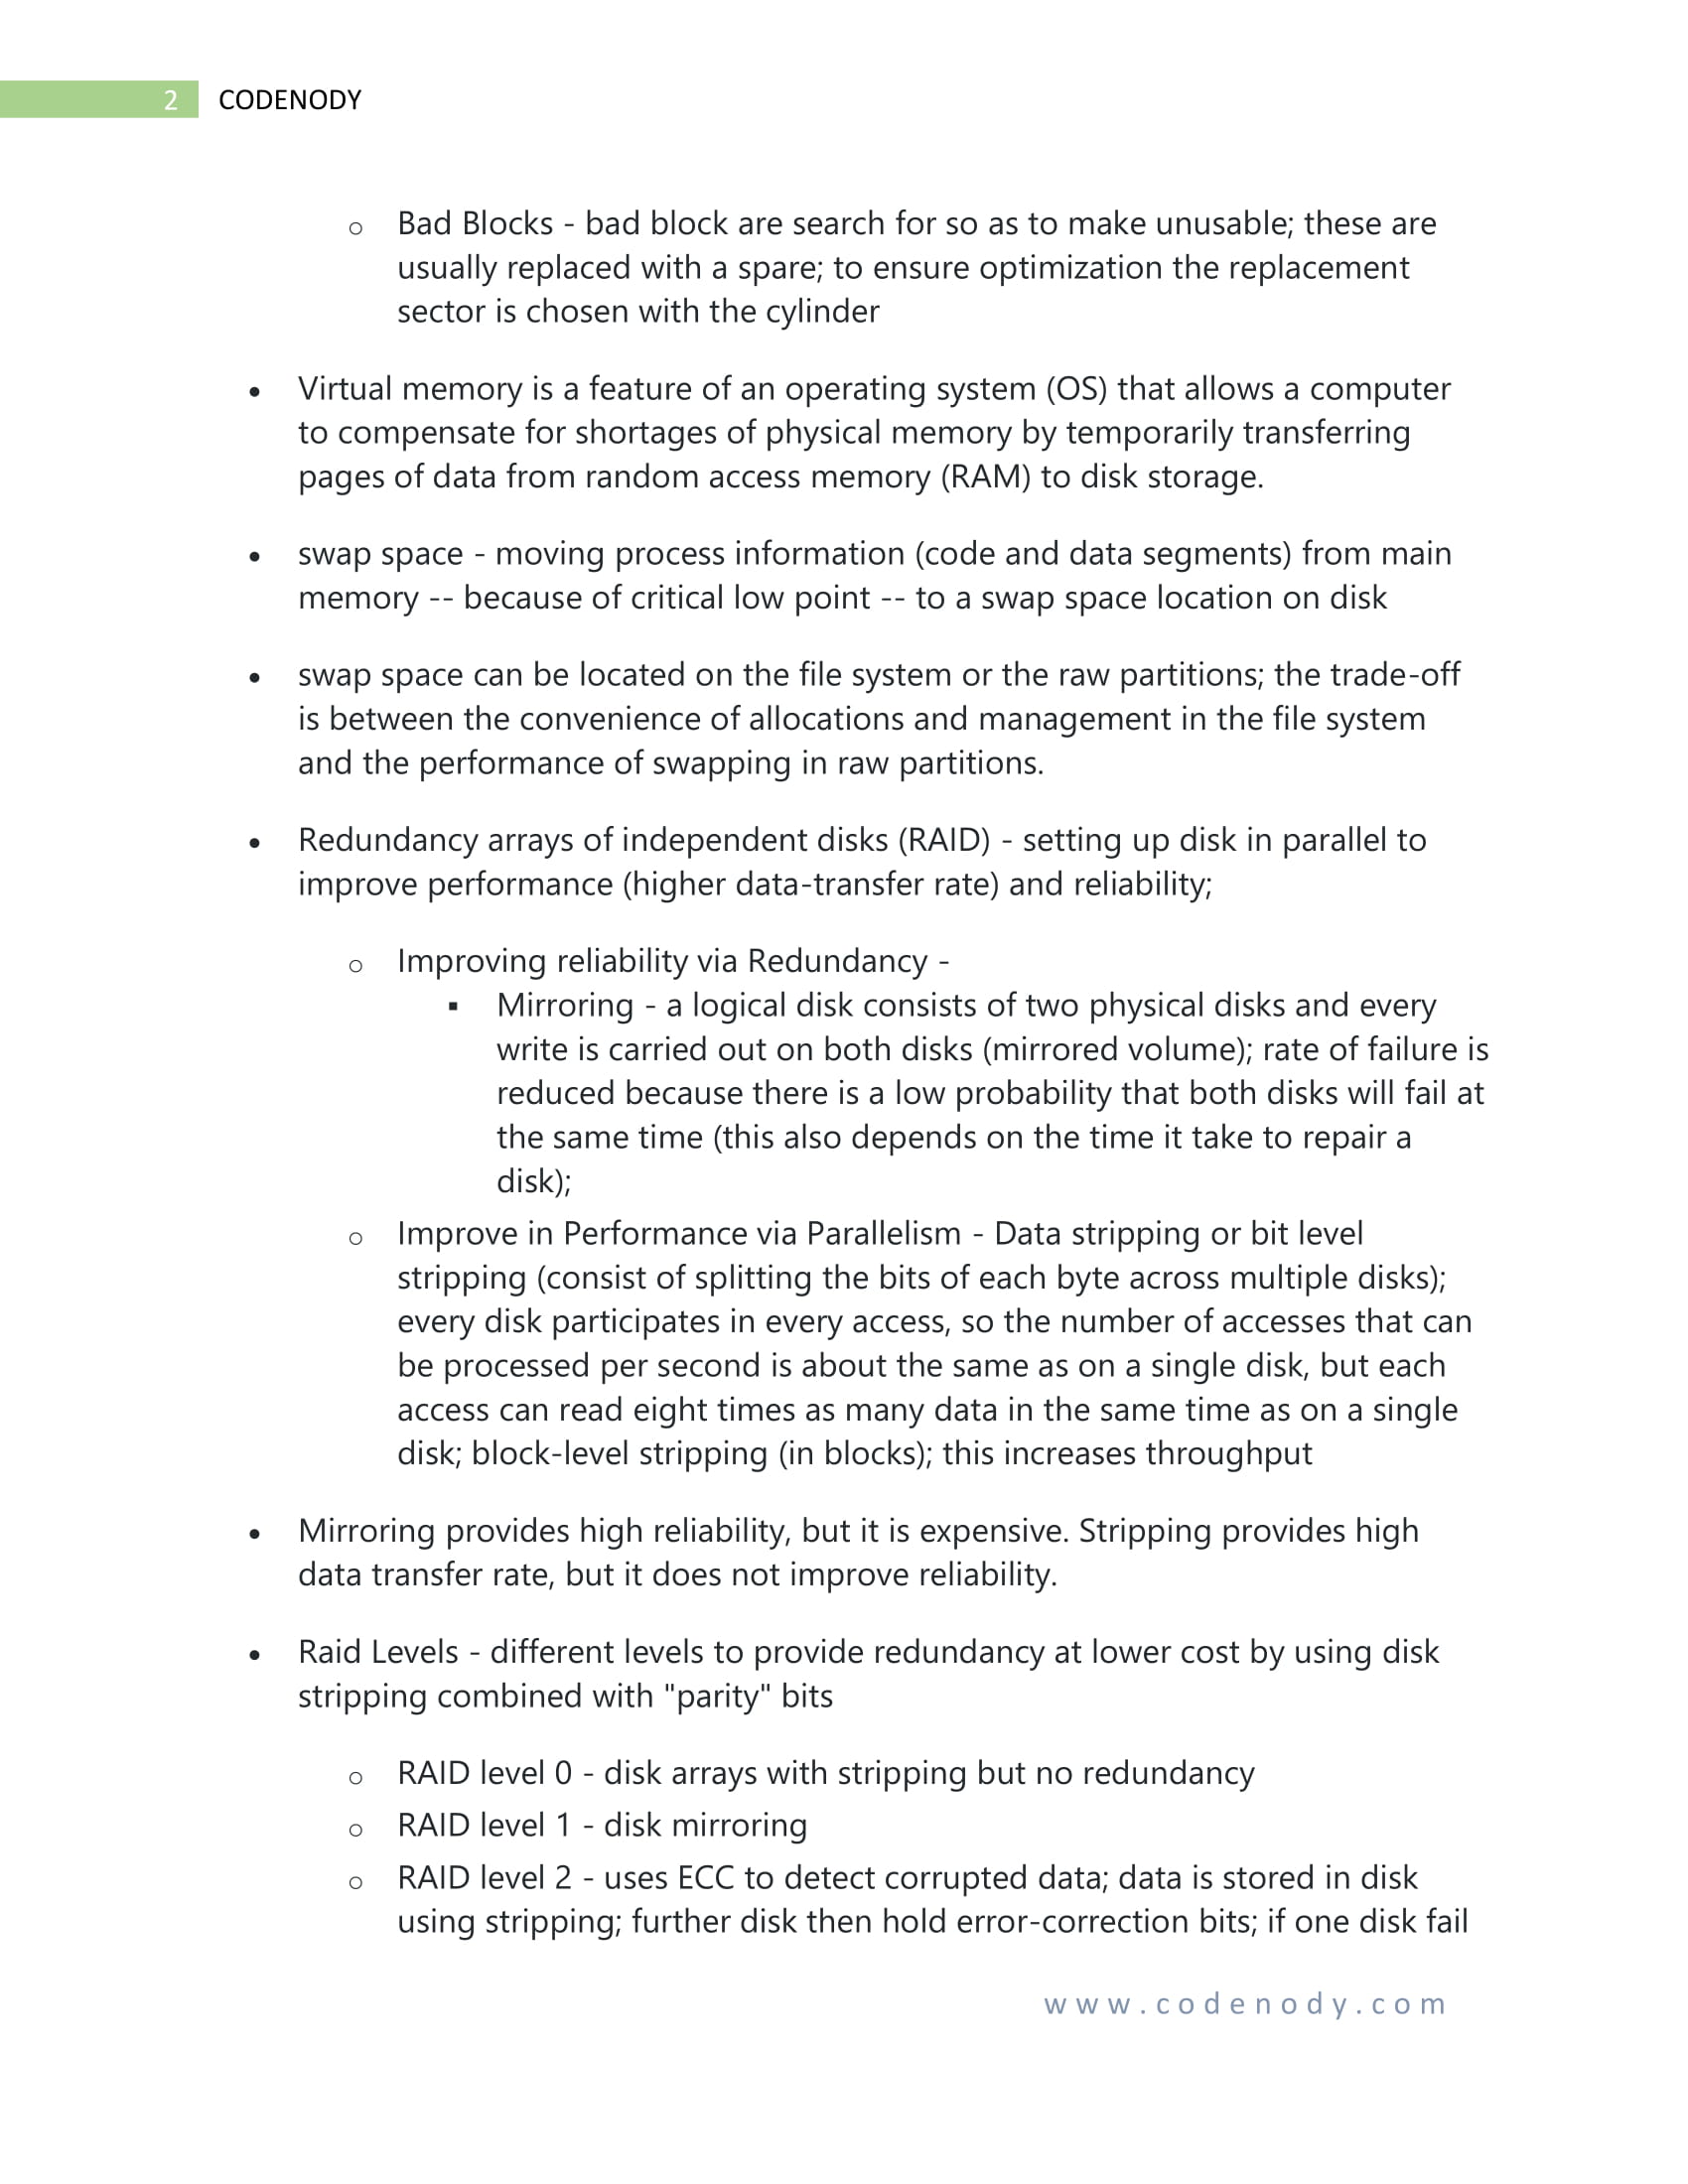 2 CODENODY
o Bad Blocks - bad block are search for so as to make unusable; these are
usually replaced with a spare; to ensure optimization the replacement
sector is chosen with the cylinder
• Virtual memory is a feature of an operating system (OS) that allows a computer
to compensate for shortages of physical memory by temporarily transferring
pages of data from random access memory (RAM) to disk storage.
• swap space - moving process information (code and data segments) from main
memory -- because of critical low point -- to a swap space location on disk
• swap space can be located on the file system or the raw partitions; the trade-off
is between the convenience of allocations and management in the file system
and the performance of swapping in raw partitions.
• Redundancy arrays of independent disks (RAID) - setting up disk in parallel to
improve performance (higher data-transfer rate) and reliability;
o Improving reliability via Redundancy -
▪ Mirroring - a logical disk consists of two physical disks and every
write is carried out on both disks (mirrored volume); rate of failure is
reduced because there is a low probability that both disks will fail at
the same time (this also depends on the time it take to repair a
disk);
o Improve in Performance via Parallelism - Data stripping or bit level
stripping (consist of splitting the bits of each byte across multiple disks);
every disk participates in every access, so the number of accesses that can
be processed per second is about the same as on a single disk, but each
access can read eight times as many data in the same time as on a single
disk; block-level stripping (in blocks); this increases throughput
• Mirroring provides high reliability, but it is expensive. Stripping provides high
data transfer rate, but it does not improve reliability.
• Raid Levels - different levels to provide redundancy at lower cost by using disk
stripping combined with "parity" bits
o RAID level 0 - disk arrays with stripping but no redundancy
o RAID level 1 - disk mirroring
o RAID level 2 - uses ECC to detect corrupted data; data is stored in disk
using stripping; further disk then hold error-correction bits; if one disk fail
www.codenody.com